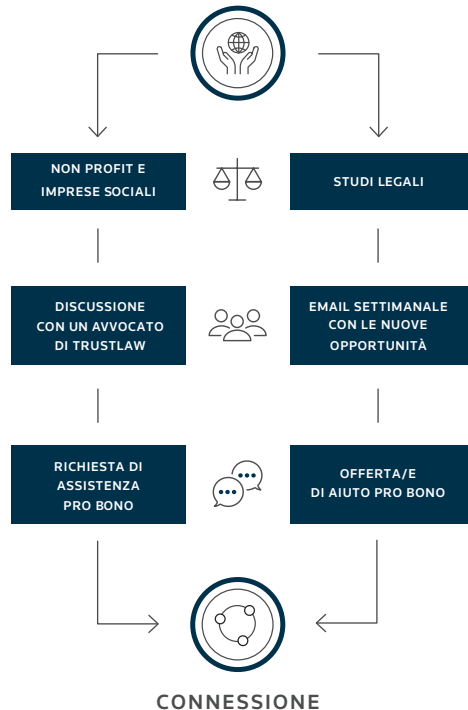 NON PROFIT E
IMPRESE SOCIALI
STUDI LEGALI
DISCUSSIONE
CON UN AVVOCATO
DI TRUSTLAW
EMAIL SETTIMANALE
CON LE NUOVE
OPPORTUNITÀ
RICHIESTA DI
ASSISTENZA
PRO BONO
OFFERTA/E
DI AIUTO PRO BONO
CONNESSIONE